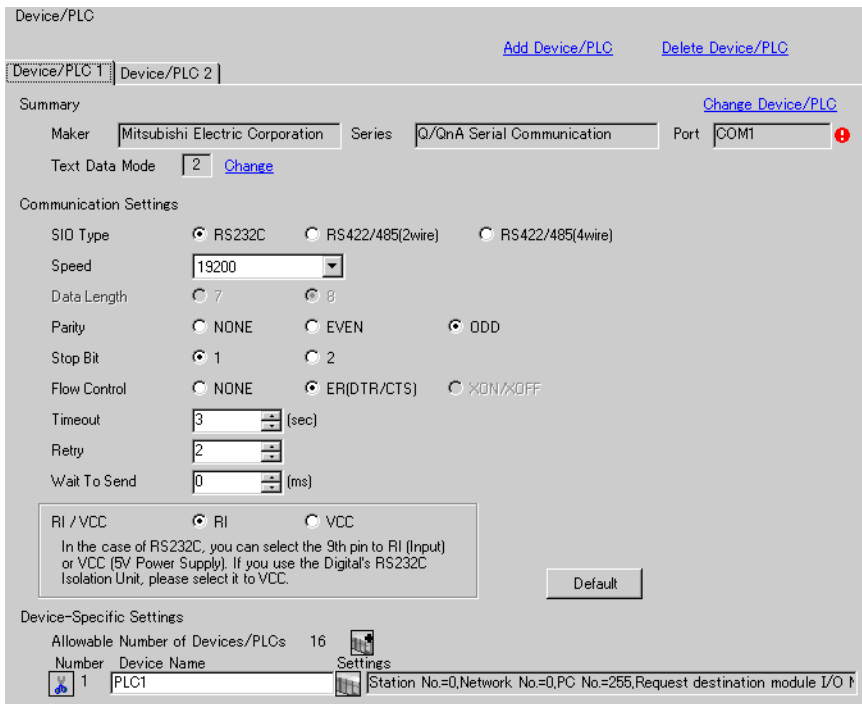 Device/PLC
Add Device/PLC Delete Device/PLC
Device/PLC 1 Device/PLC 2
Summary Change Device/PLC
Maker Mitsubishi Electric Corporation Series Q/QnA Serial Communication Port COM1
Text Data Mode 2 Change
Communication Settings
SIO Type RS232C RS422/485(2wire) RS422/485(4wire)
Speed 19200
Data Length 7 8
Parity NONE EVEN ODD
Stop Bit 1 2
Flow Control NONE ER(DTR/CTS) XON/XOFF
Timeout 3 (sec)
Retry 2
Wait To Send 0 (ms)
RI / VCC RI VCC
In the case of RS232C, you can select the 9th pin to RI (Input)
or VCC (5V Power Supply). If you use the Digital's RS232C
Isolation Unit, please select it to VCC.
Default
Device-Specific Settings
Allowable Number of Devices/PLCs 16
Number Device Name Settings
1 PLC1 Station No.=0,Network No.=0,PC No.=255,Request destination module I/O N